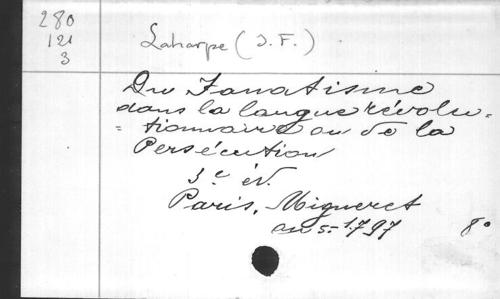 280
121
3
Laharpe (J. F.)
Du Fanatisme
dans la langue révolu=
=tionnaire ou de la
Persécution
3e éd.
Paris, Migneret
an 5=1797 8°